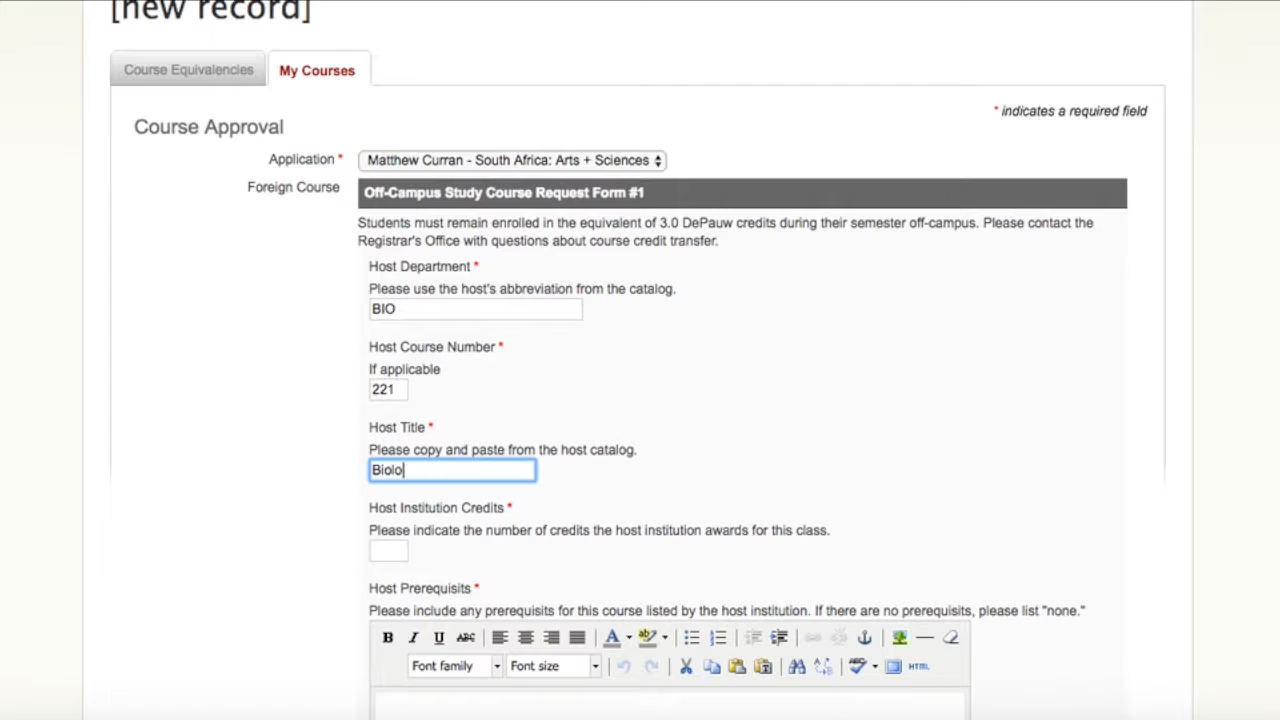 [new record]
Course Equivalencies
My Courses
* indicates a required field
Course Approval
Application *
Matthew Curran - South Africa: Arts + Sciences
Foreign Course
Off-Campus Study Course Request Form #1
Students must remain enrolled in the equivalent of 3.0 DePauw credits during their semester off-campus. Please contact the
Registrar's Office with questions about course credit transfer.
Host Department *
Please use the host's abbreviation from the catalog.
BIO
Host Course Number *
If applicable
221
Host Title *
Please copy and paste from the host catalog.
Biolo
Host Institution Credits *
Please indicate the number of credits the host institution awards for this class.
Host Prerequisits *
Please include any prerequisits for this course listed by the host institution. If there are no prerequisits, please list "none."
B I U ABC A ab
Font family Font size HTML